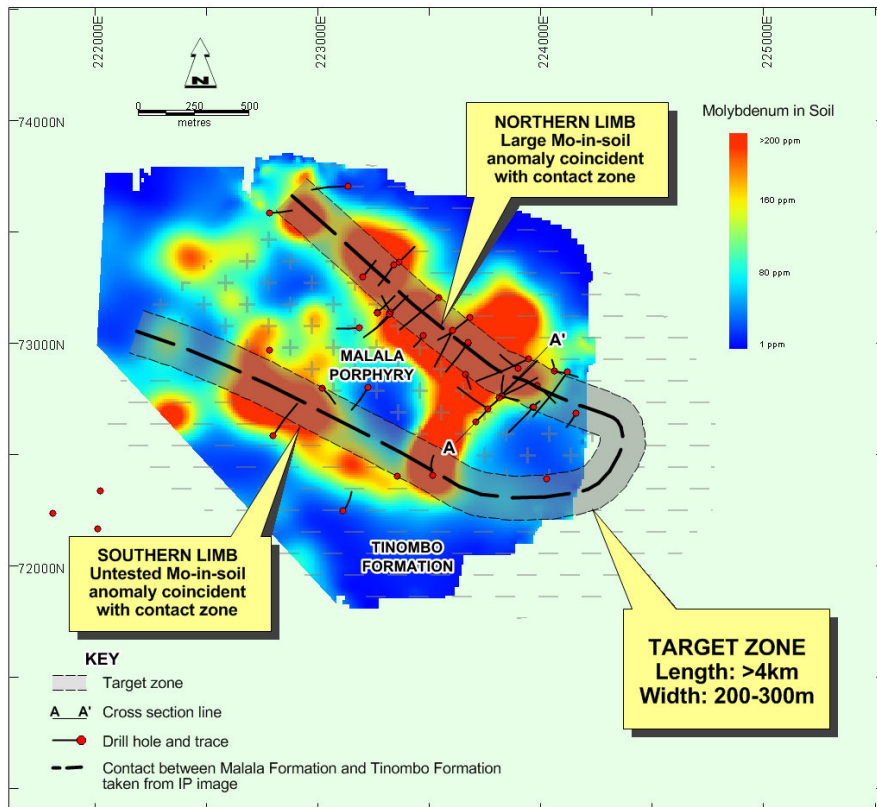 222000E
223000E
224000E
225000E
N
0 200 500
metres
74000N
73000N
72000N
NORTHERN LIMB
Large Mo-in-soil
anomaly coincident
with contact zone
Molybdenum in Soil
>200 ppm
160 ppm
80 ppm
1 ppm
A'
MALALA
PORPHYRY
A
TINOMBO
FORMATION
SOUTHERN LIMB
Untested Mo-in-soil
anomaly coincident
with contact zone
TARGET ZONE
Length: >4km
Width: 200-300m
KEY
Target zone
A A' Cross section line
Drill hole and trace
Contact between Malala Formation and Tinombo Formation
taken from IP image